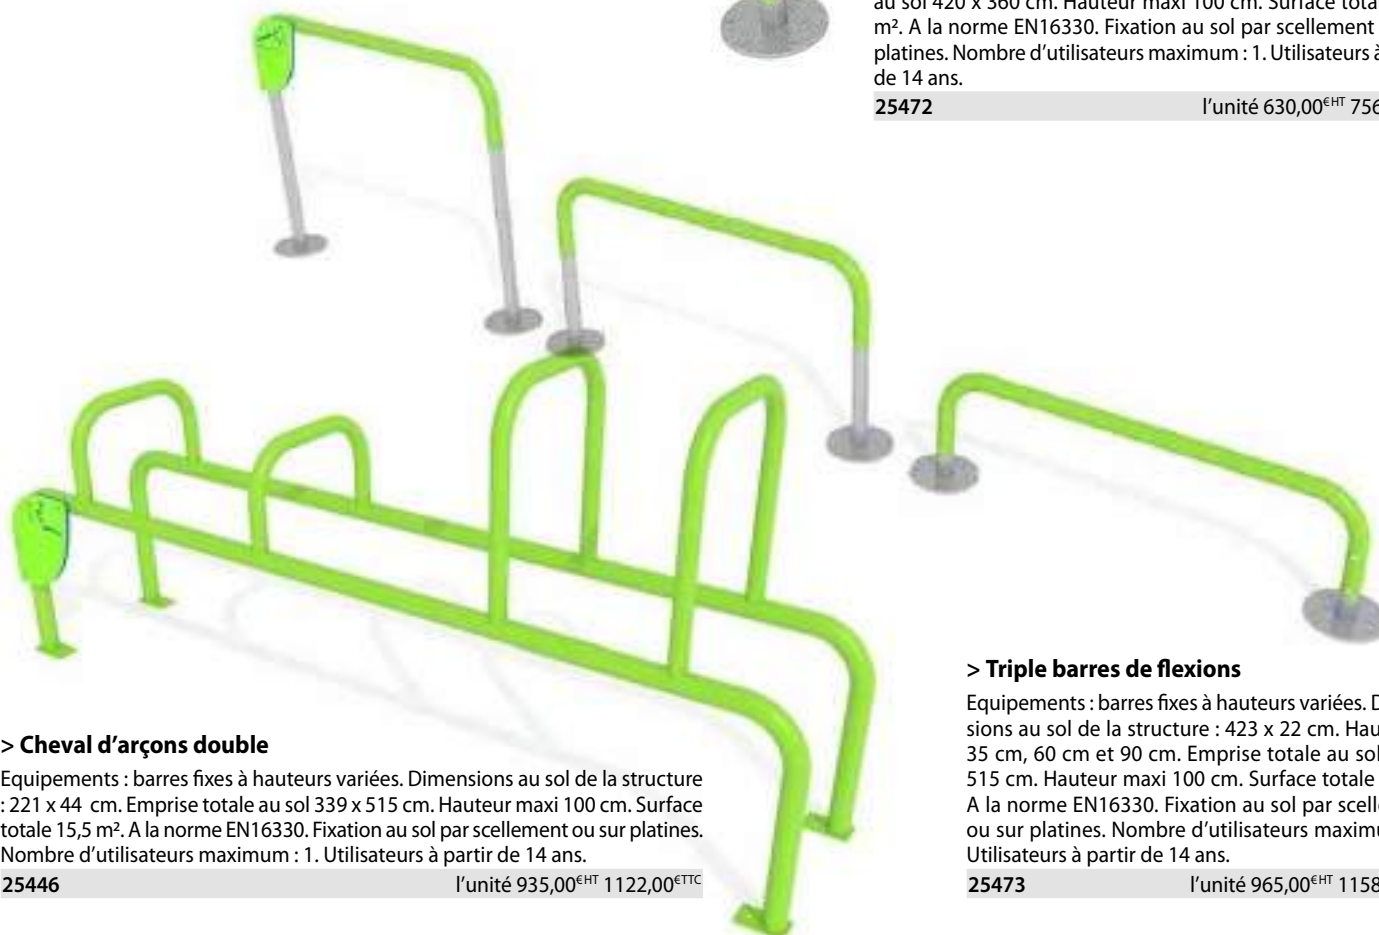 au sol 420 x 360 cm. Hauteur maxi 100 cm. Surface
m². A la norme EN16330. Fixation au sol par scellement
platines. Nombre d’utilisateurs maximum : 1. Utilisateurs
de 14 ans.
25472 l’unité 630,00€HT 756
> Cheval d’arçons double
Equipements : barres fixes à hauteurs variées. Dimensions au sol de la structure
: 221 x 44 cm. Emprise totale au sol 339 x 515 cm. Hauteur maxi 100 cm. Surface
totale 15,5 m². A la norme EN16330. Fixation au sol par scellement ou sur platines.
Nombre d’utilisateurs maximum : 1. Utilisateurs à partir de 14 ans.
25446 l’unité 935,00€HT 1122,00€TTC
> Triple barres de flexions
Equipements : barres fixes à hauteurs variées.
sions au sol de la structure : 423 x 22 cm.
35 cm, 60 cm et 90 cm. Emprise totale au sol
515 cm. Hauteur maxi 100 cm. Surface totale
A la norme EN16330. Fixation au sol par
ou sur platines. Nombre d’utilisateurs
Utilisateurs à partir de 14 ans.
25473 l’unité 965,00€HT 1158